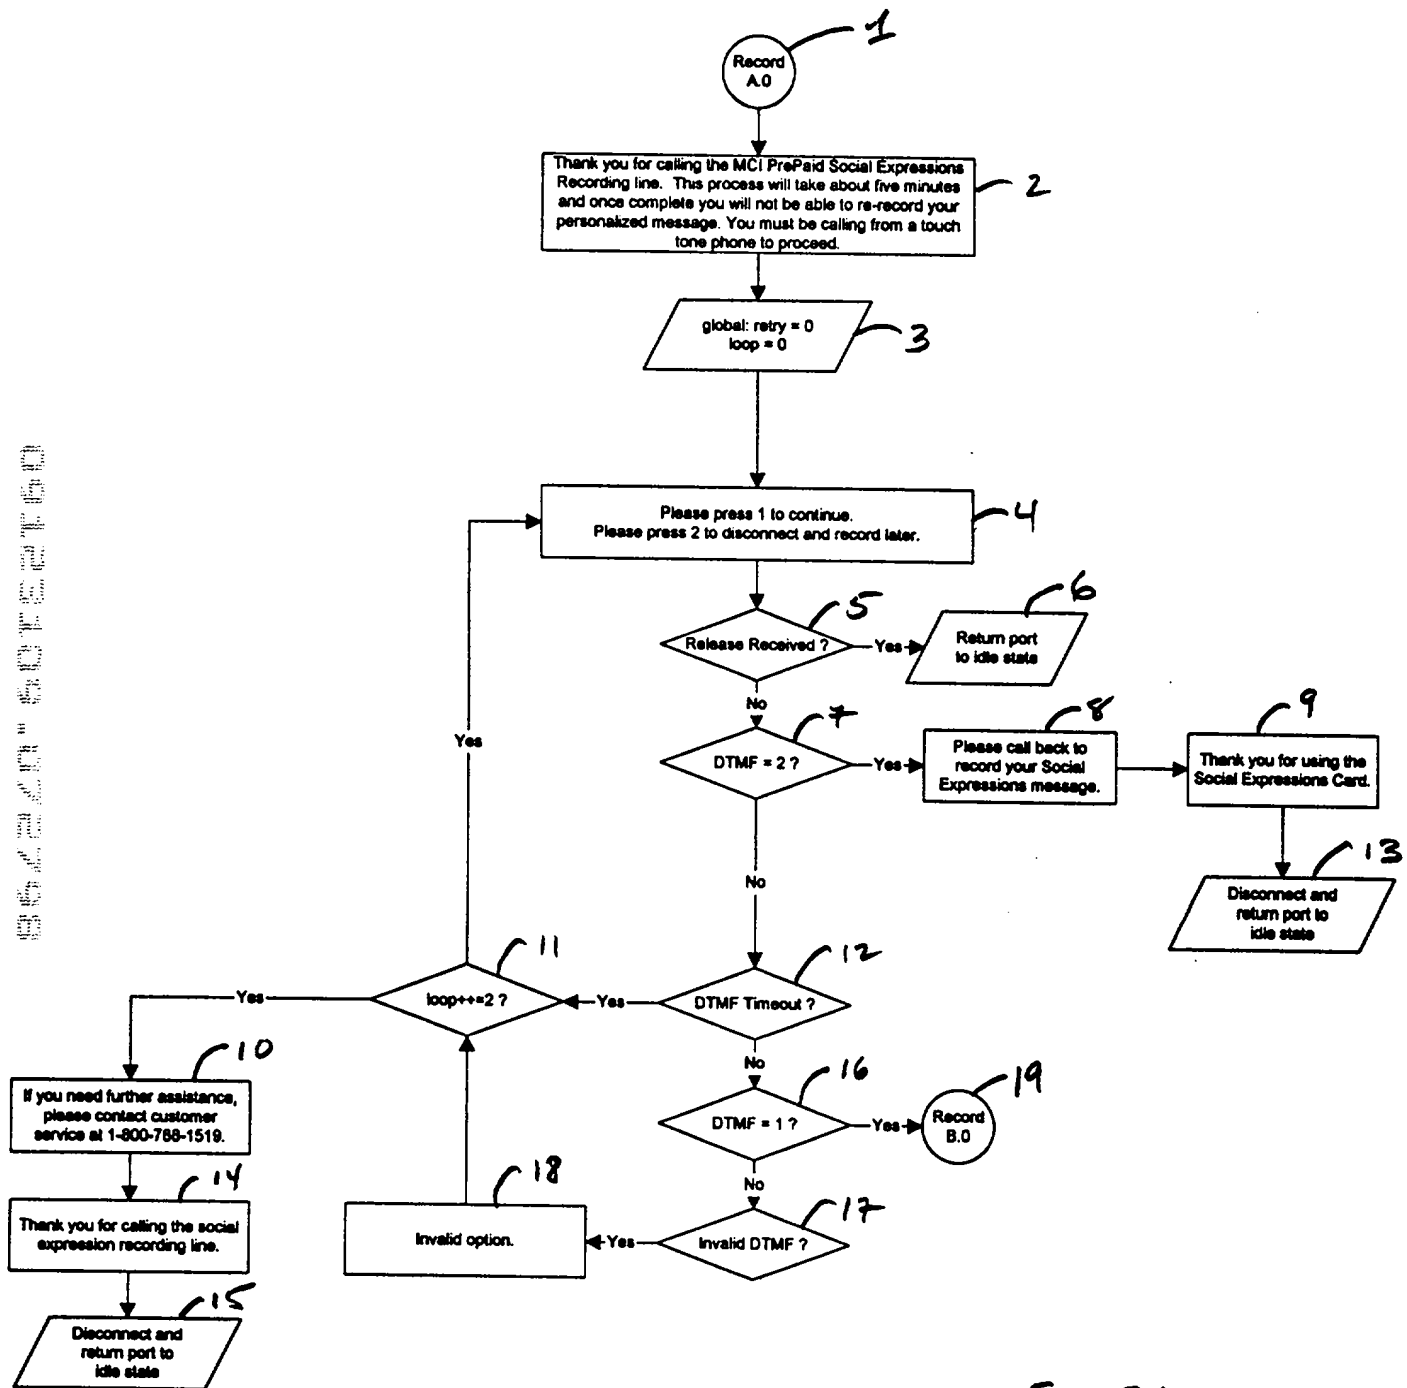 1
Record
A.0
Thank you for calling the MCI PrePaid Social Expressions
Recording line. This process will take about five minutes
and once complete you will not be able to re-record your
personalized message. You must be calling from a touch
tone phone to proceed.
2
global: retry = 0
loop = 0
3
Please press 1 to continue.
Please press 2 to disconnect and record later.
4
5
Release Received ?
Yes
6
Return port
to idle state
No
7
DTMF = 2 ?
Yes
8
Please call back to
record your Social
Expressions message.
9
Thank you for using the
Social Expressions Card.
13
Disconnect and
return port to
idle state
Yes
No
11
loop++=2 ?
Yes
12
DTMF Timeout ?
Yes
10
If you need further assistance,
please contact customer
service at 1-800-768-1519.
No
16
DTMF = 1 ?
Yes
19
Record
B.0
14
Thank you for calling the social
expression recording line.
No
18
Invalid option.
Yes
17
Invalid DTMF ?
15
Disconnect and
return port to
idle state